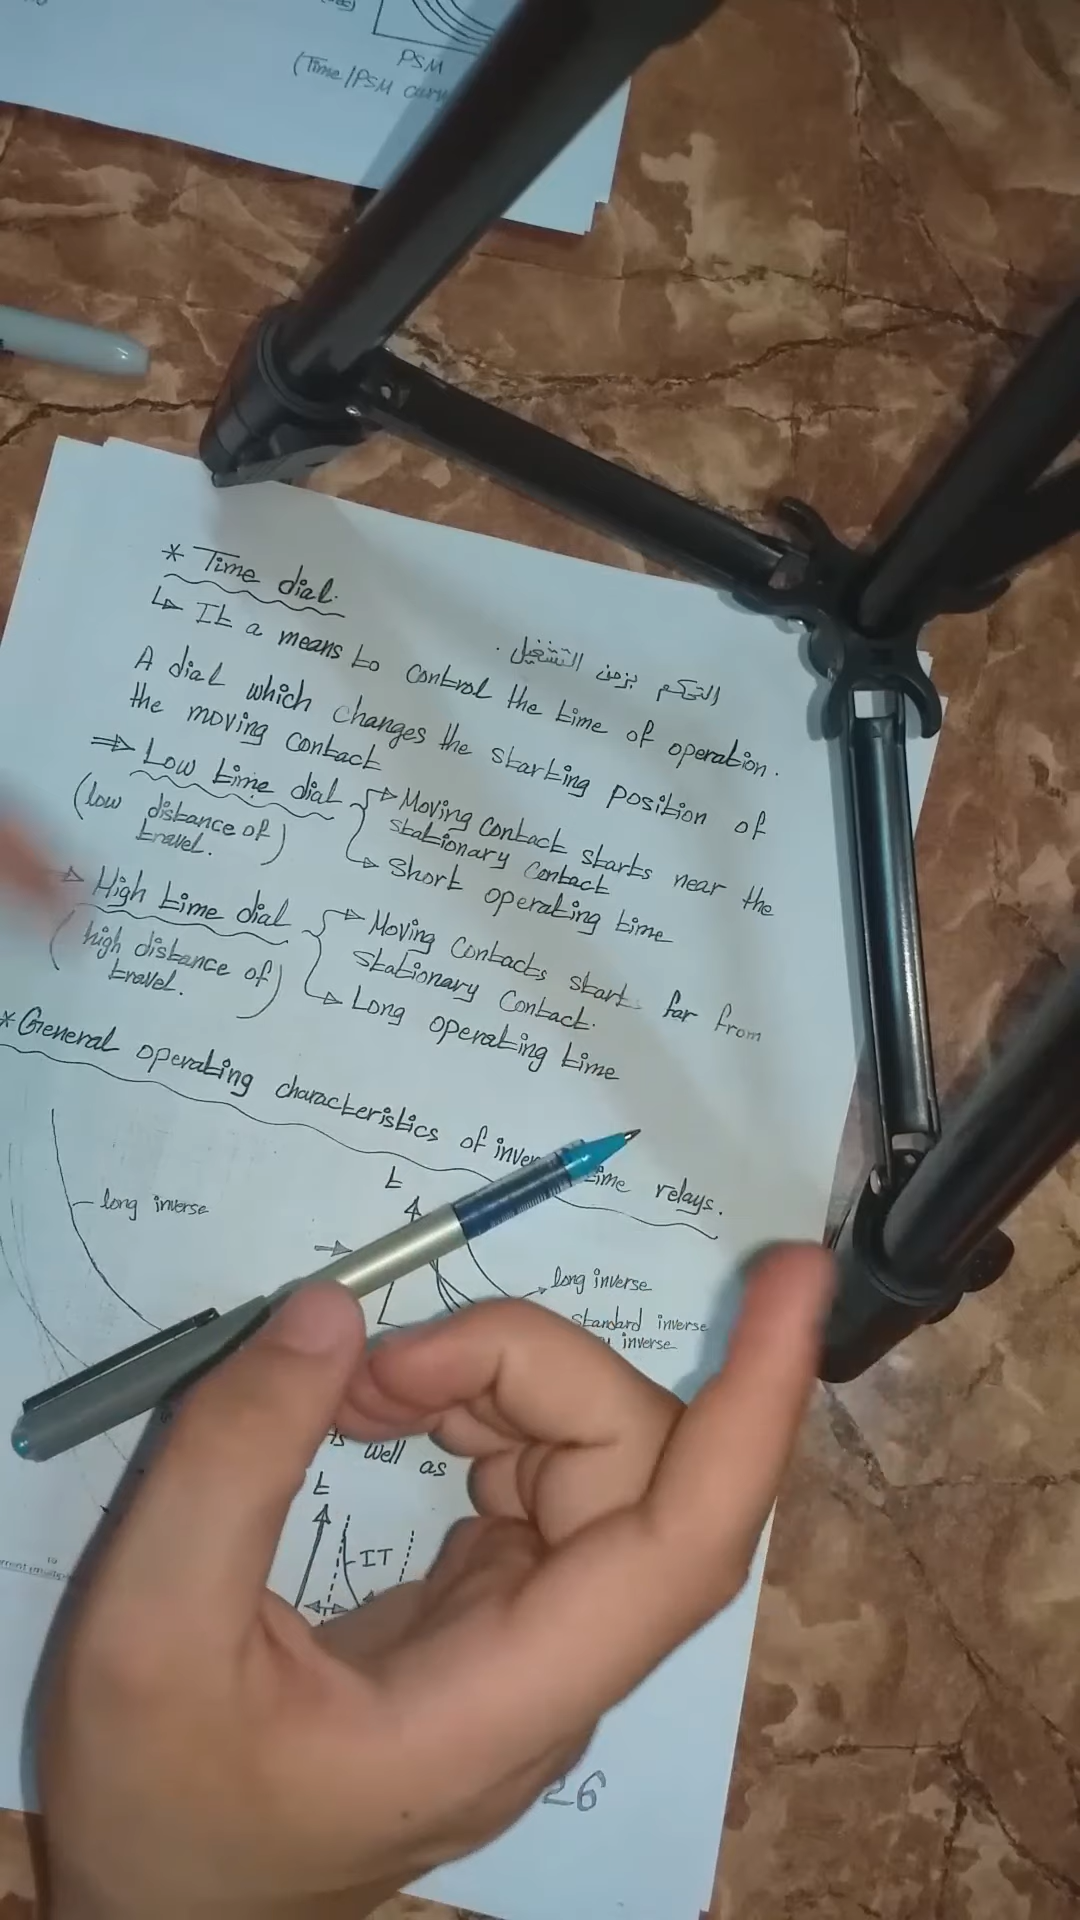 PSM
(Time/PSM
* Time dial.
↳ It a means to control the time of operation.
التحكم بزمن التشغيل .
A dial which changes the starting position of
the moving contact
⇒ Low time dial
(low distance of
travel.)
→ Moving contact starts near the
stationary contact
→ Short operating time
⇒ High time dial
(high distance of
travel.)
→ Moving contacts start far from
stationary contact.
→ Long operating time
* General operating characteristics of time relays.
long inverse
t
long inverse
standard inverse
inverse
As well as
t
IT
26